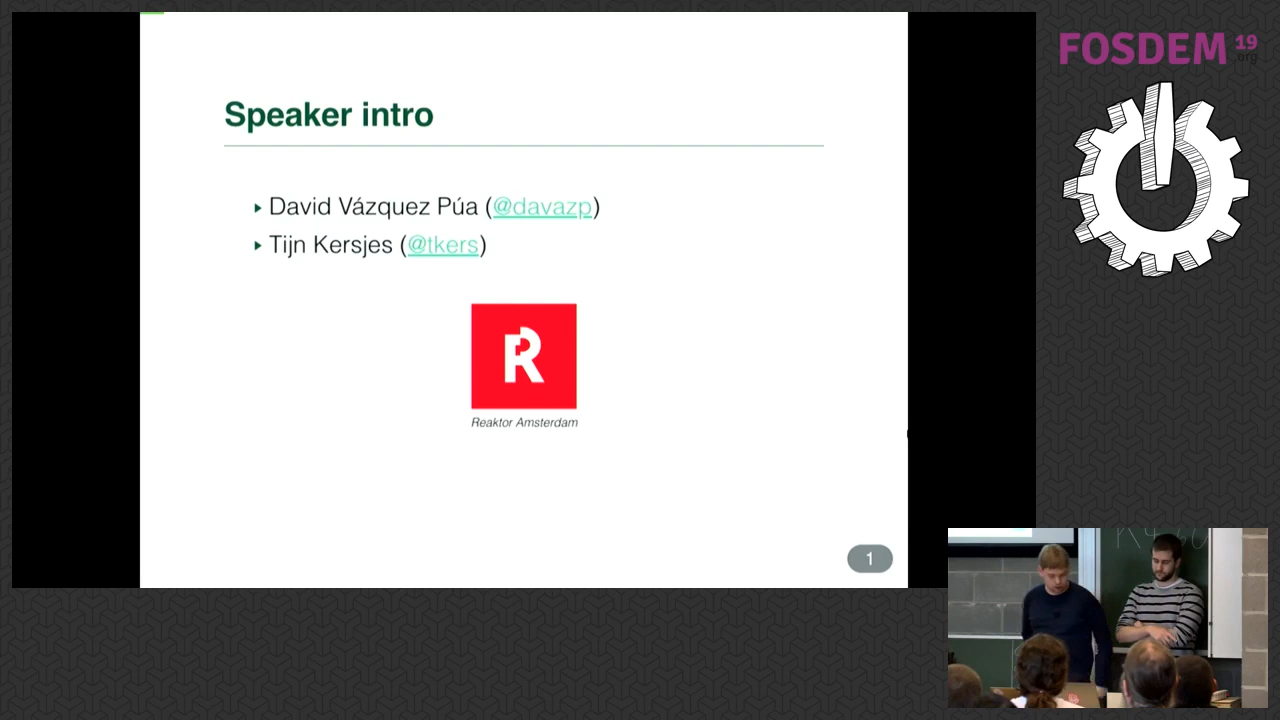 Speaker intro
David Vázquez Púa (@davazp)
Tijn Kersjes (@tkers)
R
Reaktor Amsterdam
1
FOSDEM 19
.org